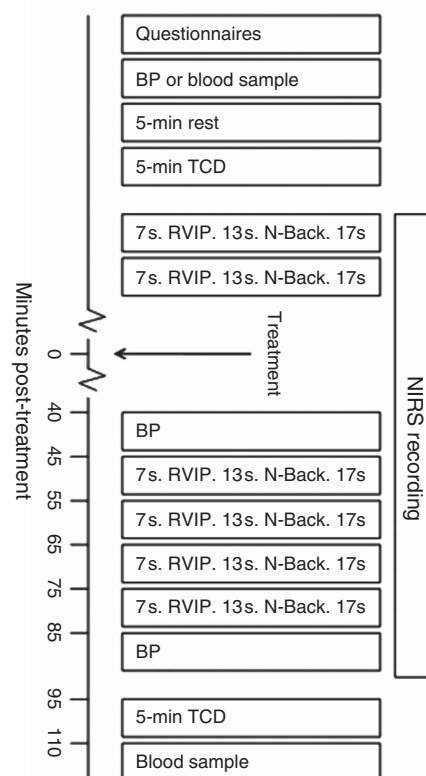 Questionnaires
BP or blood sample
5-min rest
5-min TCD
7s. RVIP. 13s. N-Back. 17s
7s. RVIP. 13s. N-Back. 17s
Minutes post-treatment
0
Treatment
NIRS recording
40
BP
45
7s. RVIP. 13s. N-Back. 17s
55
7s. RVIP. 13s. N-Back. 17s
65
7s. RVIP. 13s. N-Back. 17s
75
7s. RVIP. 13s. N-Back. 17s
85
BP
95
5-min TCD
110
Blood sample